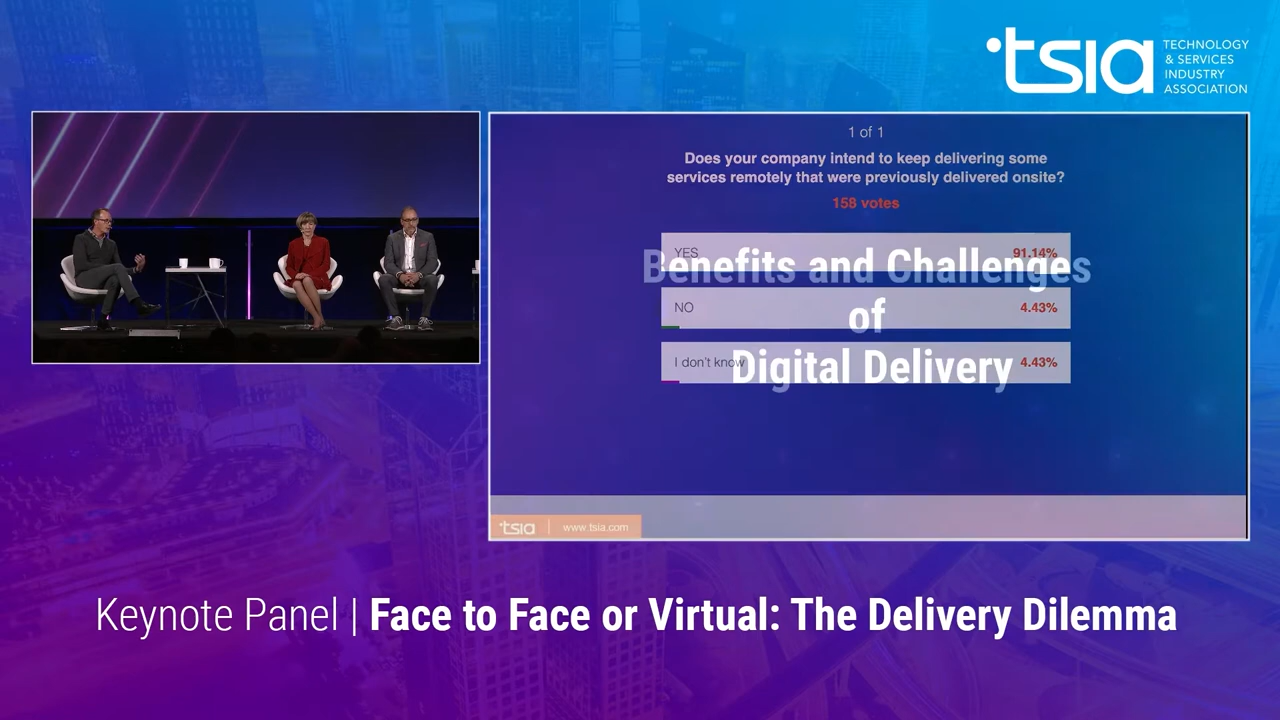 tsia
TECHNOLOGY
& SERVICES
INDUSTRY
ASSOCIATION
1 of 1
Does your company intend to keep delivering some
services remotely that were previously delivered onsite?
158 votes
YES 91.14%
Benefits and Challenges
NO 4.43%
of
I don't know 4.43%
Digital Delivery
tsia | www.tsia.com
Keynote Panel | Face to Face or Virtual: The Delivery Dilemma